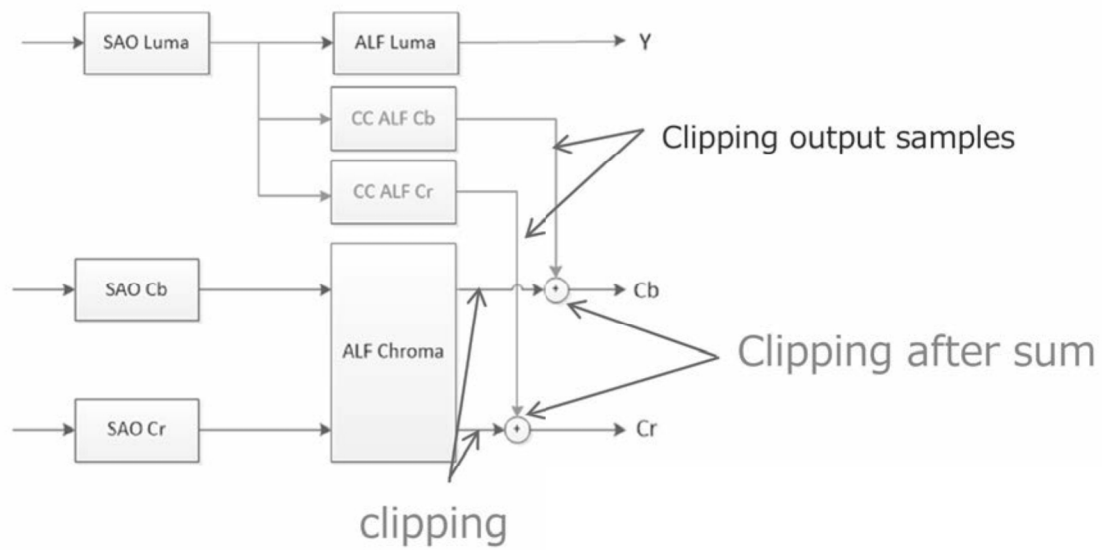 SAO Luma
ALF Luma
Y
CC ALF Cb
Clipping output samples
CC ALF Cr
SAO Cb
+
Cb
ALF Chroma
Clipping after sum
SAO Cr
+
Cr
clipping